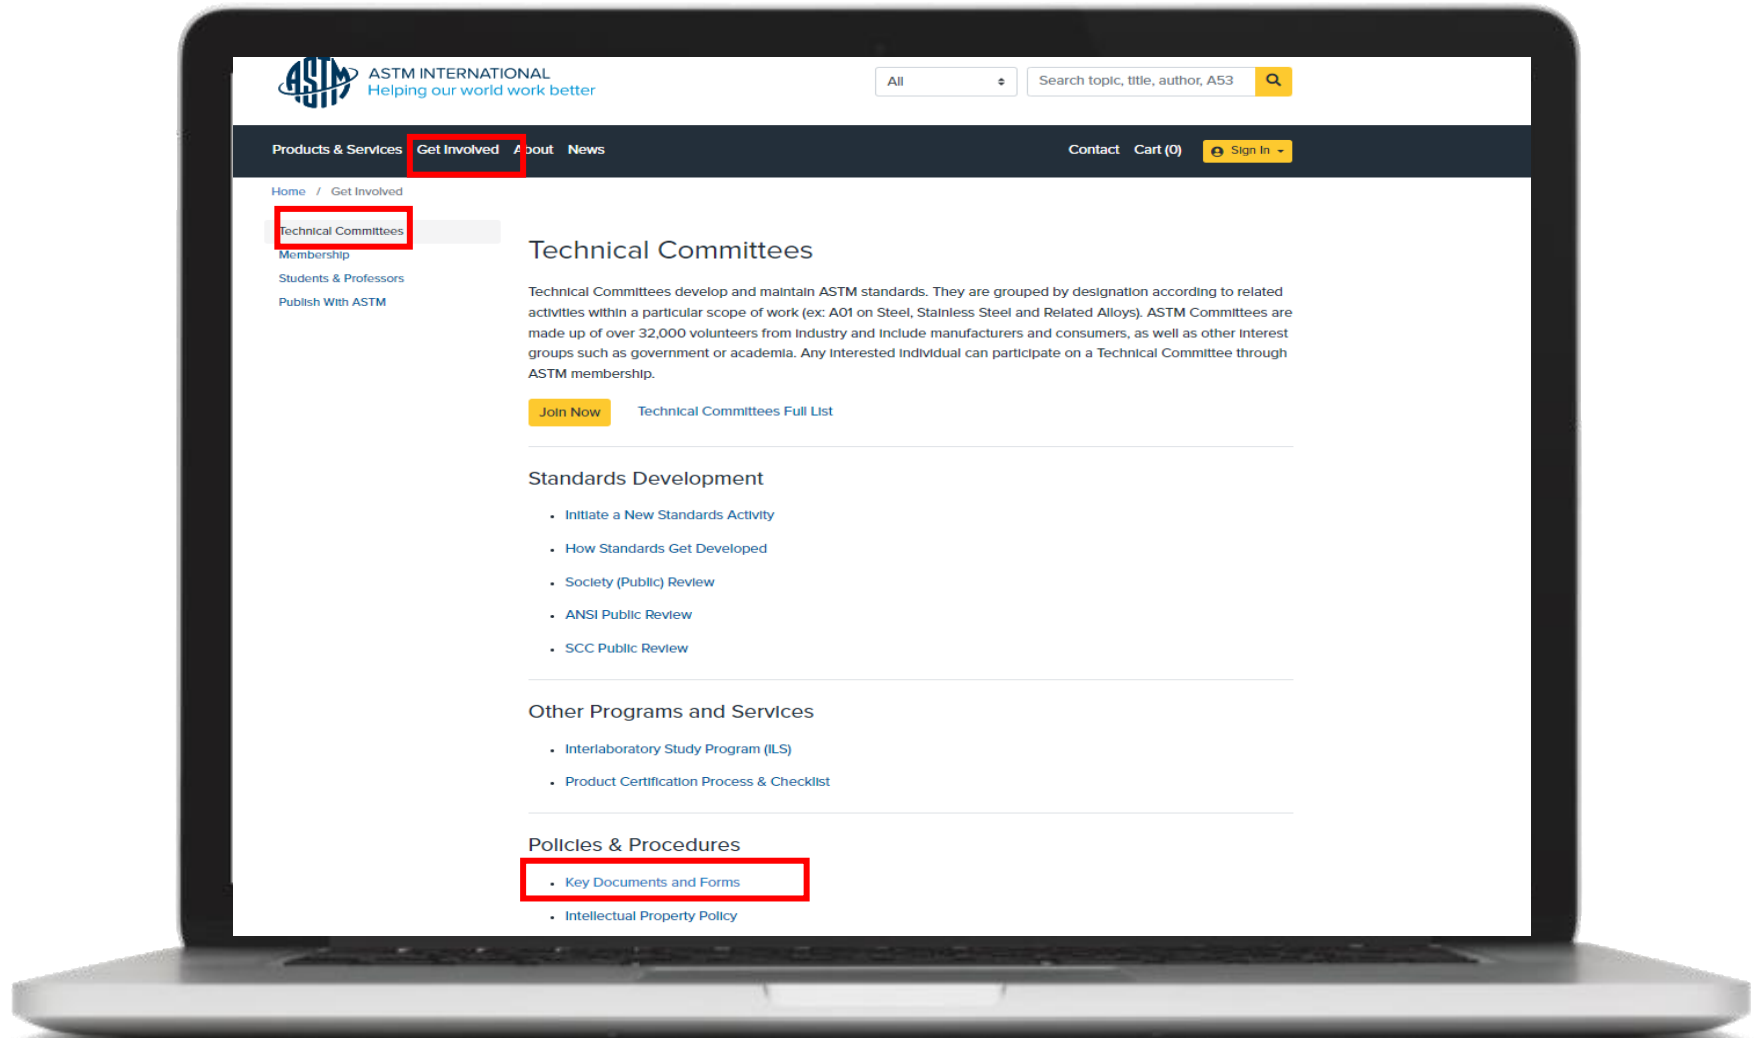 ASTM
ASTM INTERNATIONAL
Helping our world work better
All
Search topic, title, author, A53
Products & Services Get Involved About News
Contact Cart (0) Sign In
Home / Get Involved
Technical Committees
Membership
Students & Professors
Publish With ASTM
Technical Committees
Technical Committees develop and maintain ASTM standards. They are grouped by designation according to related
activities within a particular scope of work (ex: A01 on Steel, Stainless Steel and Related Alloys). ASTM Committees are
made up of over 32,000 volunteers from industry and include manufacturers and consumers, as well as other interest
groups such as government or academia. Any interested individual can participate on a Technical Committee through
ASTM membership.
Join Now
Technical Committees Full List
Standards Development
• Initiate a New Standards Activity
• How Standards Get Developed
• Society (Public) Review
• ANSI Public Review
• SCC Public Review
Other Programs and Services
• Interlaboratory Study Program (ILS)
• Product Certification Process & Checklist
Policies & Procedures
• Key Documents and Forms
• Intellectual Property Policy